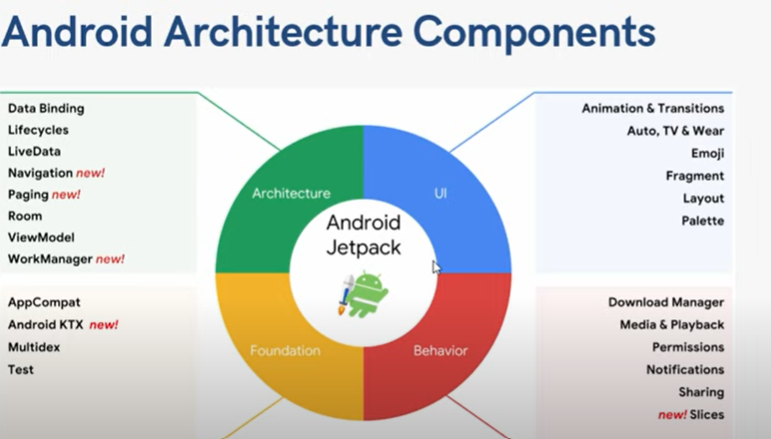 Android Architecture Components
Data Binding
Lifecycles
LiveData
Navigation new!
Paging new!
Room
ViewModel
WorkManager new!
Animation & Transitions
Auto, TV & Wear
Emoji
Fragment
Layout
Palette
Architecture
UI
Android
Jetpack
Foundation
Behavior
AppCompat
Android KTX new!
Multidex
Test
Download Manager
Media & Playback
Permissions
Notifications
Sharing
new! Slices